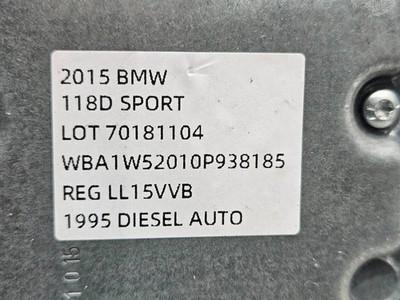 2015 BMW
118D SPORT
LOT 70181104
WBA1W52010P938185
REG LL15VVB
1995 DIESEL AUTO